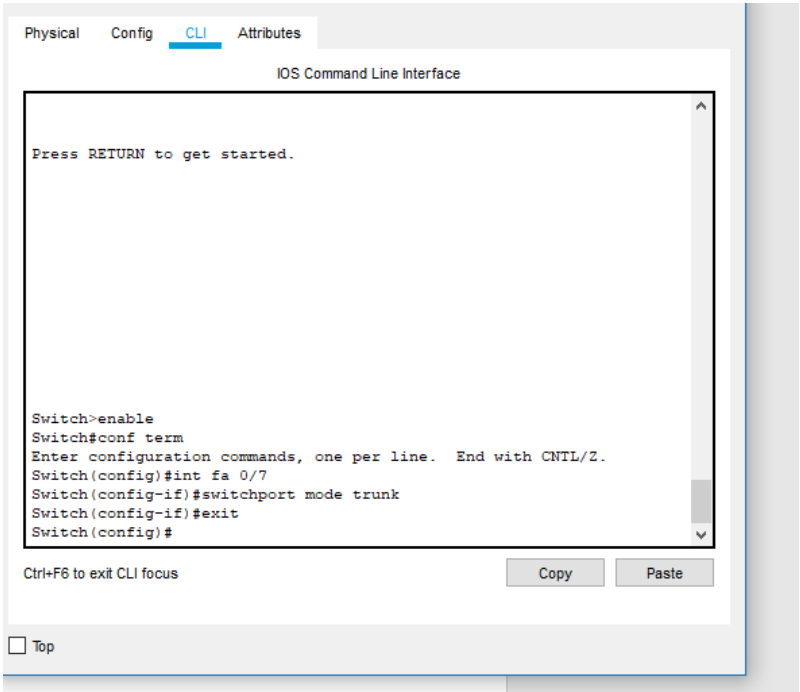 Physical Config CLI Attributes
IOS Command Line Interface
Press RETURN to get started.
Switch>enable
Switch#conf term
Enter configuration commands, one per line.  End with CNTL/Z.
Switch(config)#int fa 0/7
Switch(config-if)#switchport mode trunk
Switch(config-if)#exit
Switch(config)#
Ctrl+F6 to exit CLI focus Copy Paste
Top